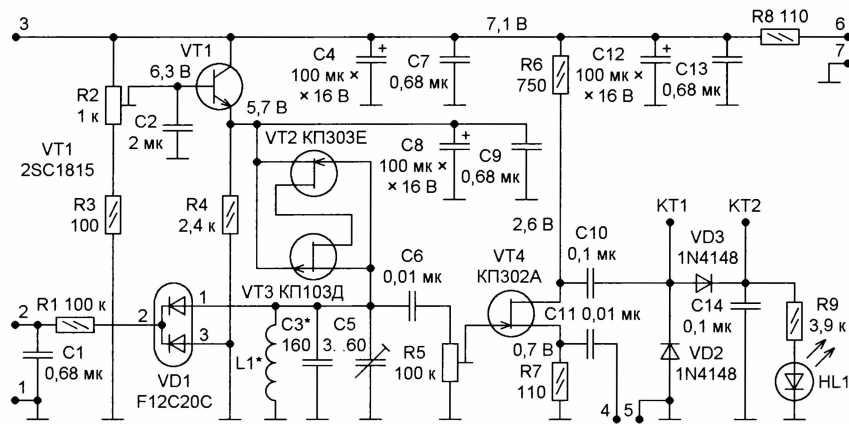 3
7,1 В
R8 110
6
7
VT1
6,3 В
C4
100 мк ×
× 16 В
C7
0,68 мк
R6
750
C12
100 мк ×
× 16 В
C13
0,68 мк
R2
1 к
5,7 В
C2
2 мк
VT1
2SC1815
VT2 КП303Е
C8
100 мк ×
× 16 В
C9
0,68 мк
R3
100
R4
2,4 к
2,6 В
КТ1
КТ2
C10
0,1 мк
VD3
1N4148
C6
0,01 мк
VT4
КП302А
VT3 КП103Д
2
R1 100 к
2
1
3
C1
0,68 мк
1
VD1
F12C20C
L1*
C3*
160
C5
3...60
R5
100 к
C11 0,01 мк
0,7 В
R7
110
4
5
VD2
1N4148
C14
0,1 мк
R9
3,9 к
HL1